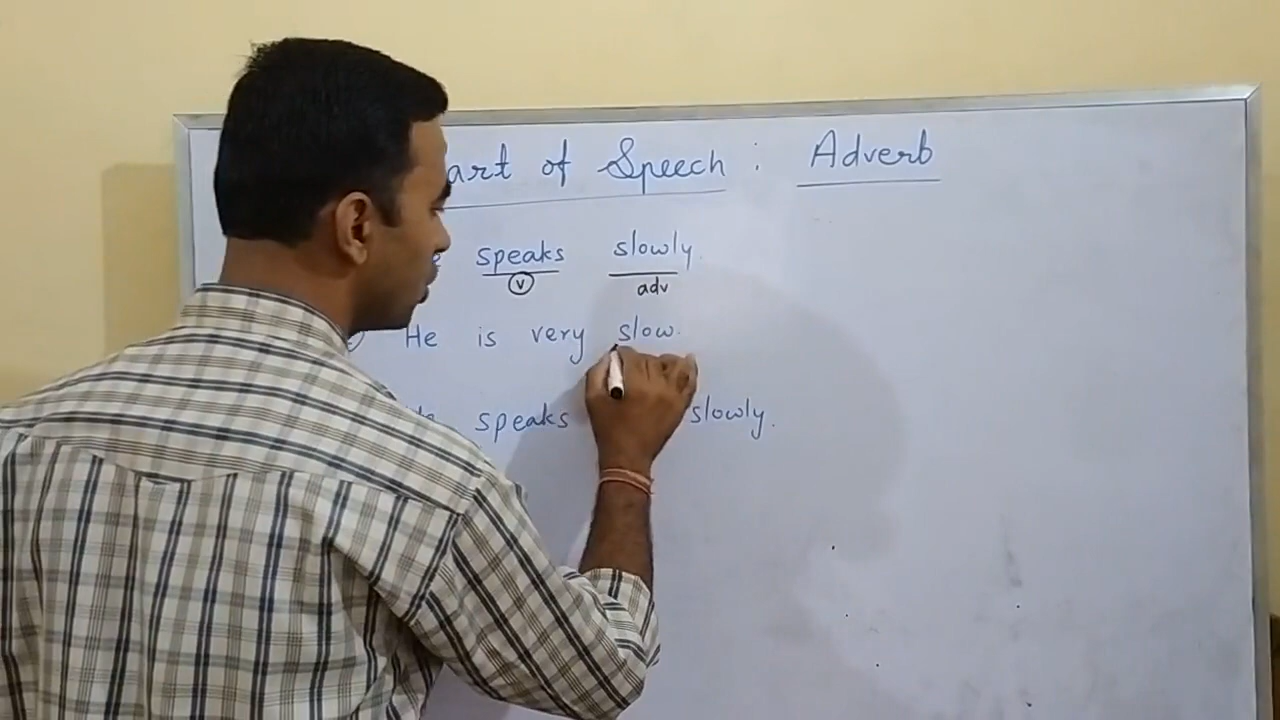 art of Speech : Adverb
speaks slowly.
v adv
He is very slow.
speaks slowly.